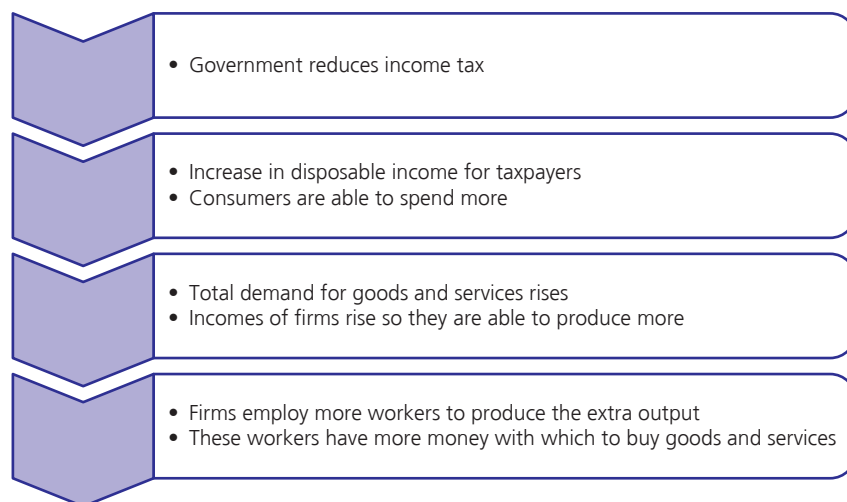 • Government reduces income tax
• Increase in disposable income for taxpayers
• Consumers are able to spend more
• Total demand for goods and services rises
• Incomes of firms rise so they are able to produce more
• Firms employ more workers to produce the extra output
• These workers have more money with which to buy goods and services